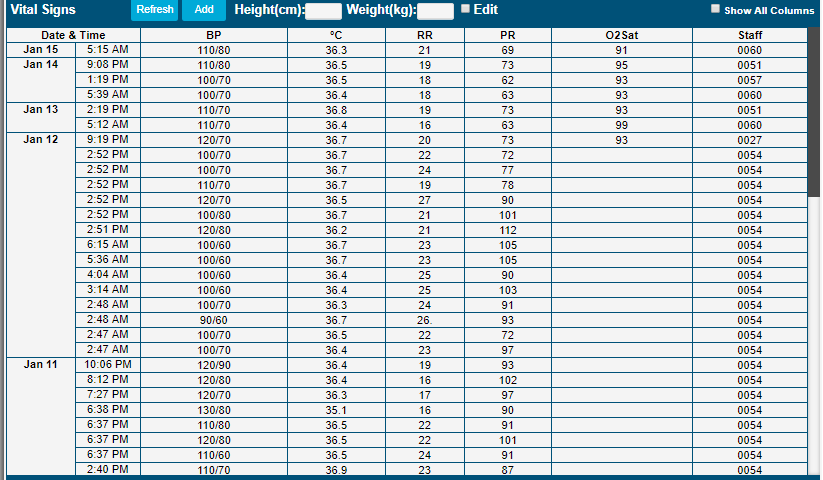 Vital Signs Refresh Add Height(cm): Weight(kg): Edit Show All Columns
Date & Time BP °C RR PR O2Sat Staff
Jan 15 5:15 AM 110/80 36.3 21 69 91 0060
Jan 14 9:08 PM 110/80 36.5 19 73 95 0051
1:19 PM 100/70 36.5 18 62 93 0057
5:39 AM 100/70 36.4 18 63 93 0060
Jan 13 2:19 PM 110/70 36.8 19 73 93 0051
5:12 AM 110/70 36.4 16 63 99 0060
Jan 12 9:19 PM 120/70 36.7 20 73 93 0027
2:52 PM 100/70 36.7 22 72 0054
2:52 PM 100/70 36.7 24 77 0054
2:52 PM 110/70 36.7 19 78 0054
2:52 PM 120/70 36.5 27 90 0054
2:52 PM 100/80 36.7 21 101 0054
2:51 PM 120/80 36.2 21 112 0054
6:15 AM 100/60 36.7 23 105 0054
5:36 AM 100/60 36.7 23 105 0054
4:04 AM 100/60 36.4 25 90 0054
3:14 AM 100/60 36.4 25 103 0054
2:48 AM 100/70 36.3 24 91 0054
2:48 AM 90/60 36.7 26. 93 0054
2:47 AM 100/70 36.5 22 72 0054
2:47 AM 100/70 36.4 23 97 0054
Jan 11 10:06 PM 120/90 36.4 19 93 0054
8:12 PM 120/80 36.4 16 102 0054
7:27 PM 120/70 36.3 17 97 0054
6:38 PM 130/80 35.1 16 90 0054
6:37 PM 110/80 36.5 22 91 0054
6:37 PM 120/80 36.5 22 101 0054
6:37 PM 110/60 36.5 24 91 0054
2:40 PM 110/70 36.9 23 87 0054